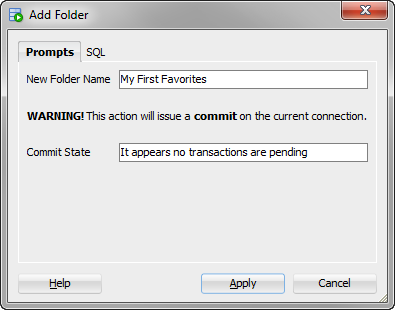 Add Folder
Prompts SQL
New Folder Name My First Favorites
WARNING! This action will issue a commit on the current connection.
Commit State It appears no transactions are pending
Help Apply Cancel